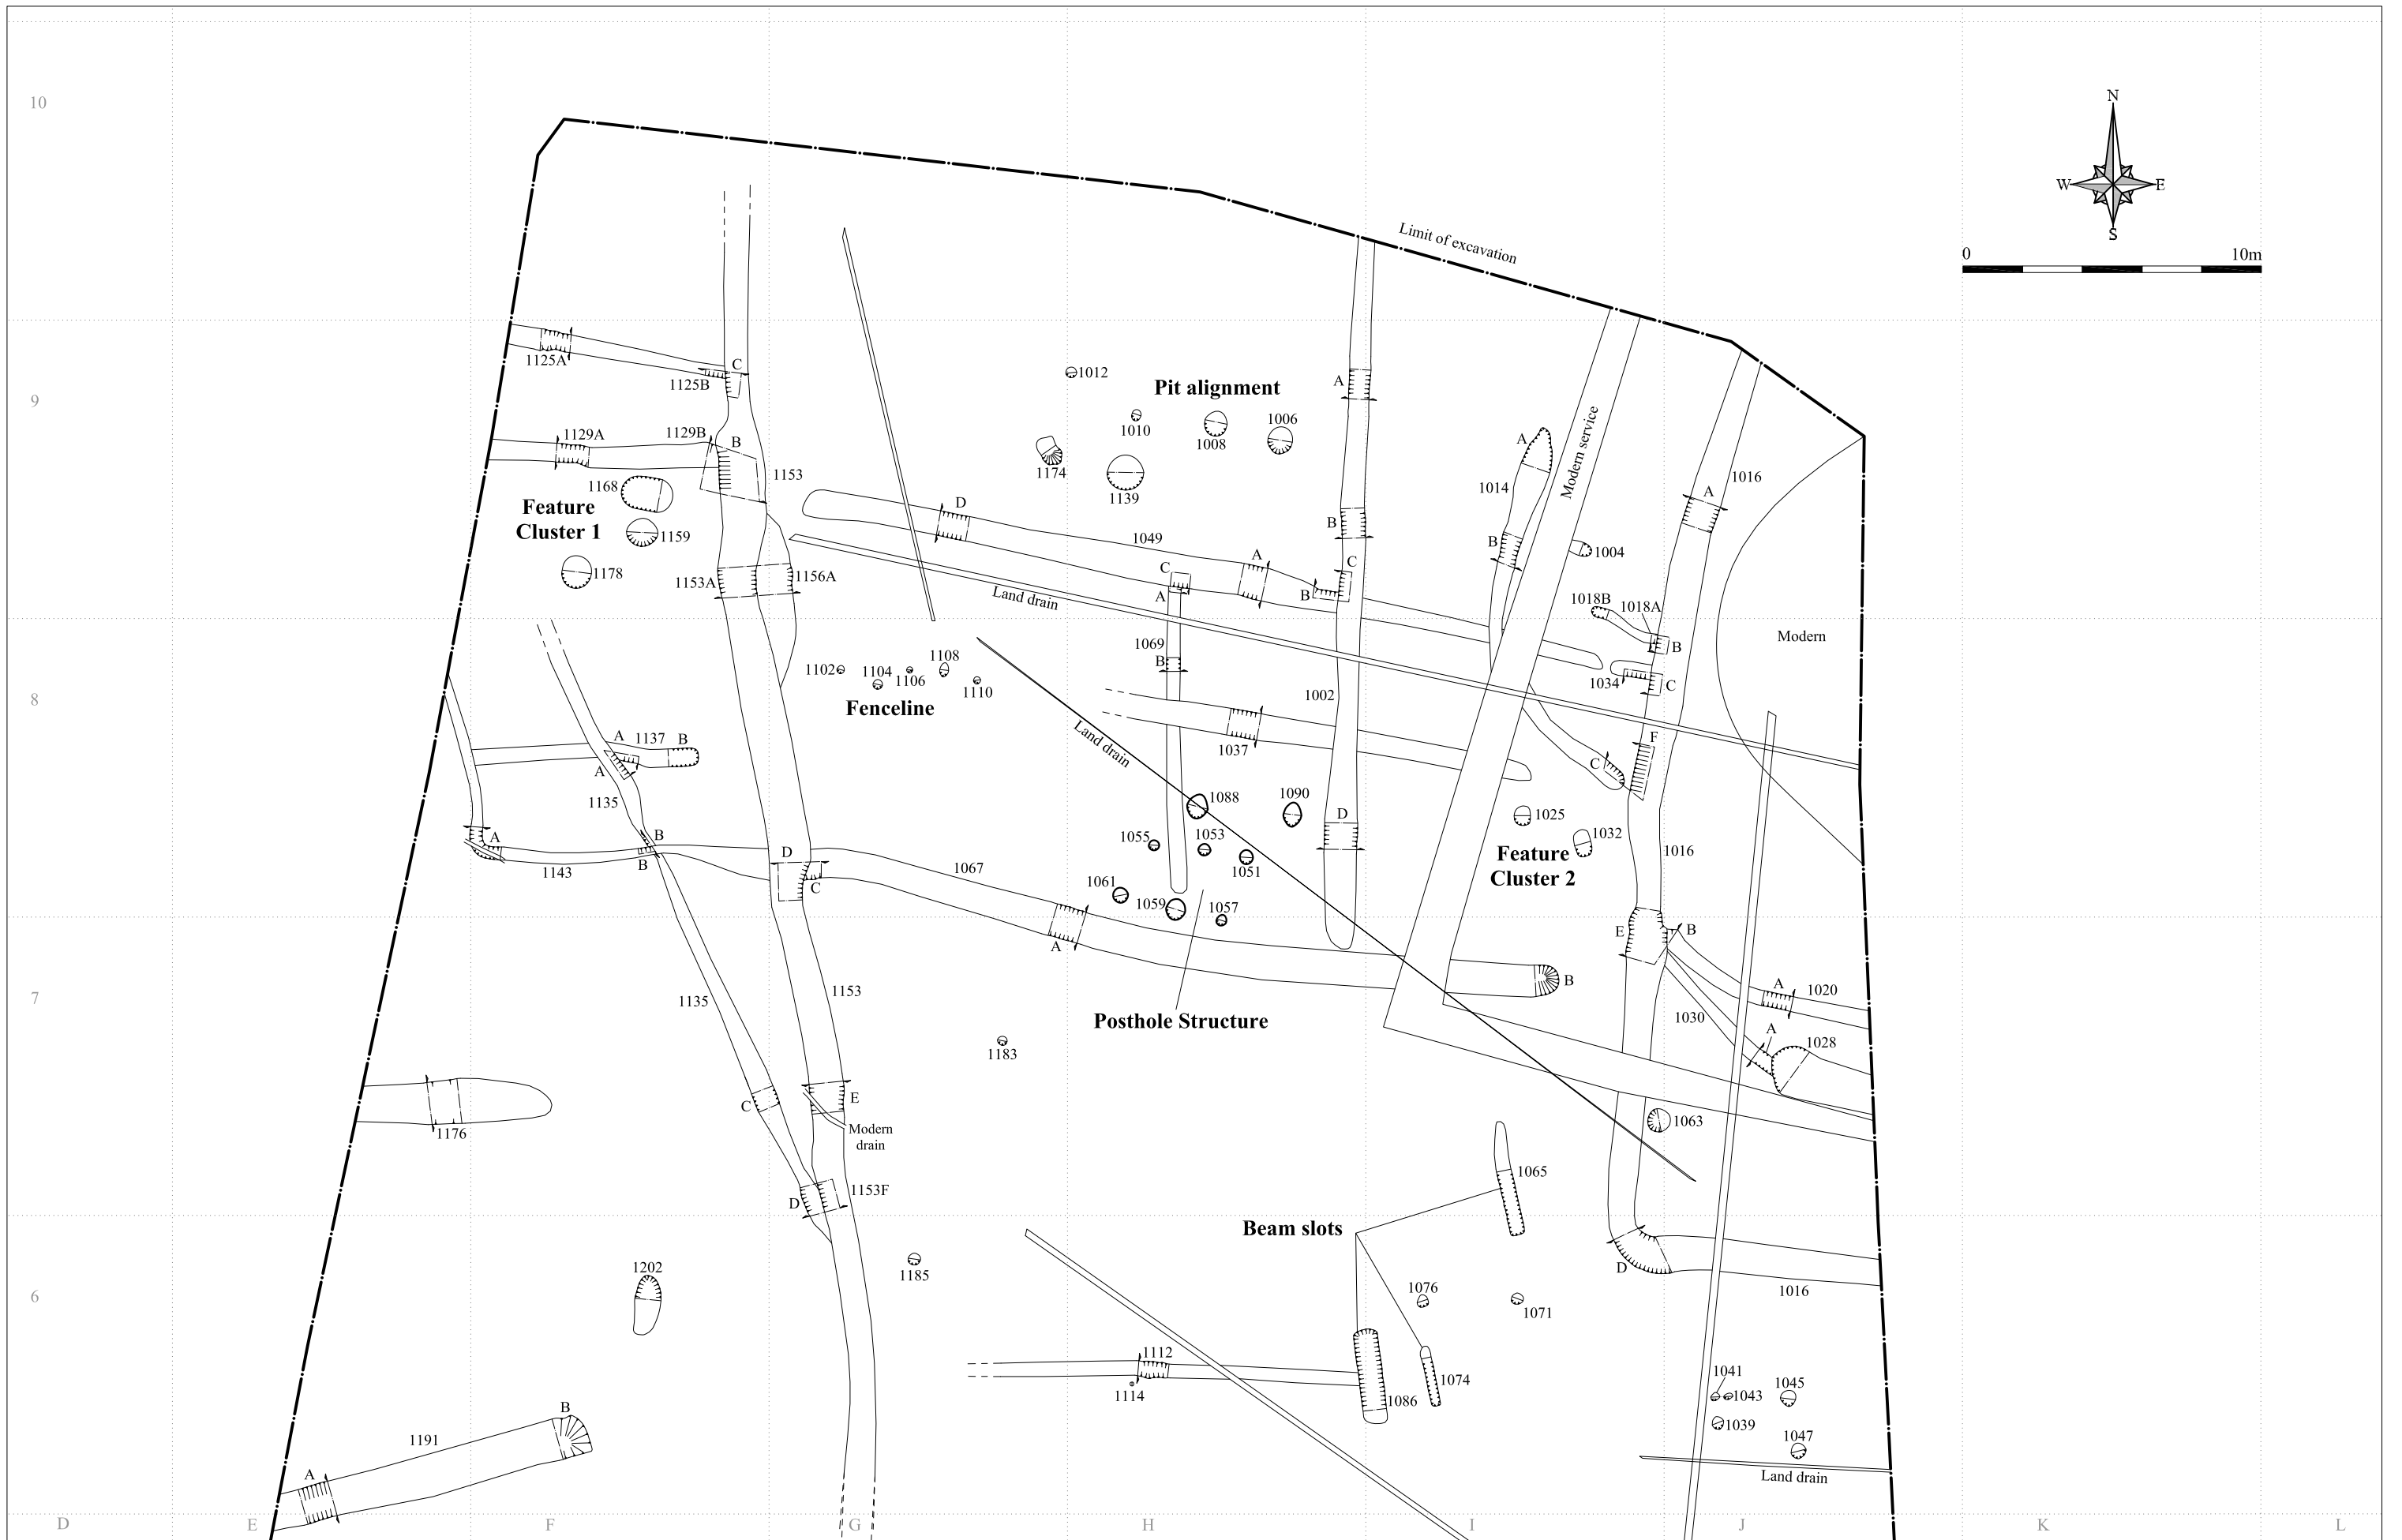 N
10
W E
S
Limit of excavation
0 10m
1125A
1125B
C
1012
Pit alignment
A
9
1129A
1129B
B
1010
1008
1006
A
Modern service
1174
1139
1153
1014
A
1016
1168
Feature
Cluster 1
1159
D
1049
B
B
1004
1178
1153A
1156A
C
A
A
B
C
Land drain
1018B
1018A
B
Modern
1069
B
1034
C
1102
1104
1106
1108
1110
8
Fenceline
1002
Land drain
1037
A
1137
B
A
C
F
1135
1088
1090
1025
1055
1053
1051
D
1032
Feature
Cluster 2
1016
A
B
B
1143
D
C
1067
1061
1059
1057
A
B
E
B
7
1135
1153
Posthole Structure
A
1020
1030
A
1028
1183
C
E
Modern
drain
1176
1063
D
1153F
1065
Beam slots
1185
1202
D
1016
6
1076
1071
1112
1114
1086
1074
1041
1043
1045
1039
1047
Land drain
B
1191
A
D E F G H I J K L